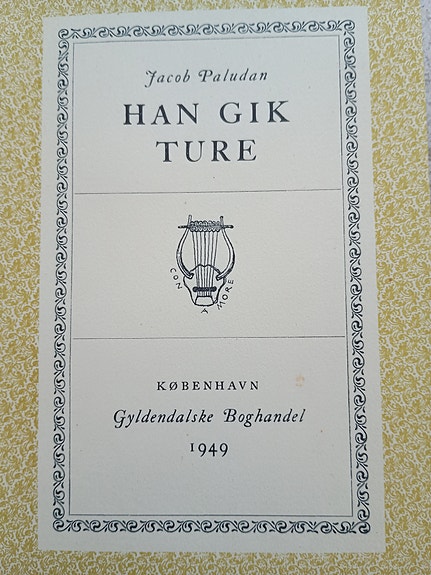 Jacob Paludan
HAN GIK
TURE
CON AMORE
KØBENHAVN
Gyldendalske Boghandel
1949